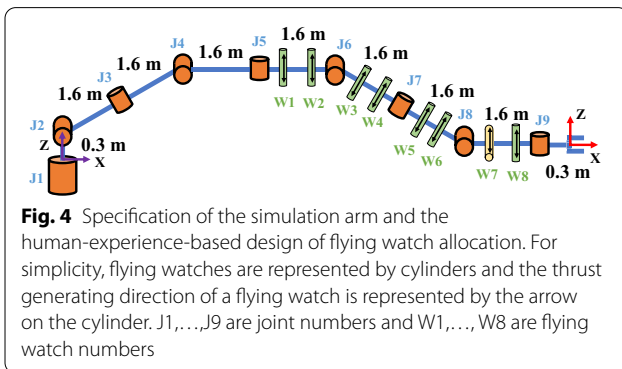 J4 1.6 m J5 1.6 m J6
1.6 m J3 1.6 m J7
1.6 m W1 W2 W3 W4 1.6 m J8
J2 W5 W6 1.6 m J9 Z
Z 0.3 m W7 W8 X
J1 X 0.3 m
Fig. 4 Specification of the simulation arm and the
human-experience-based design of flying watch allocation. For
simplicity, flying watches are represented by cylinders and the thrust
generating direction of a flying watch is represented by the arrow
on the cylinder. J1,…,J9 are joint numbers and W1,…, W8 are flying
watch numbers